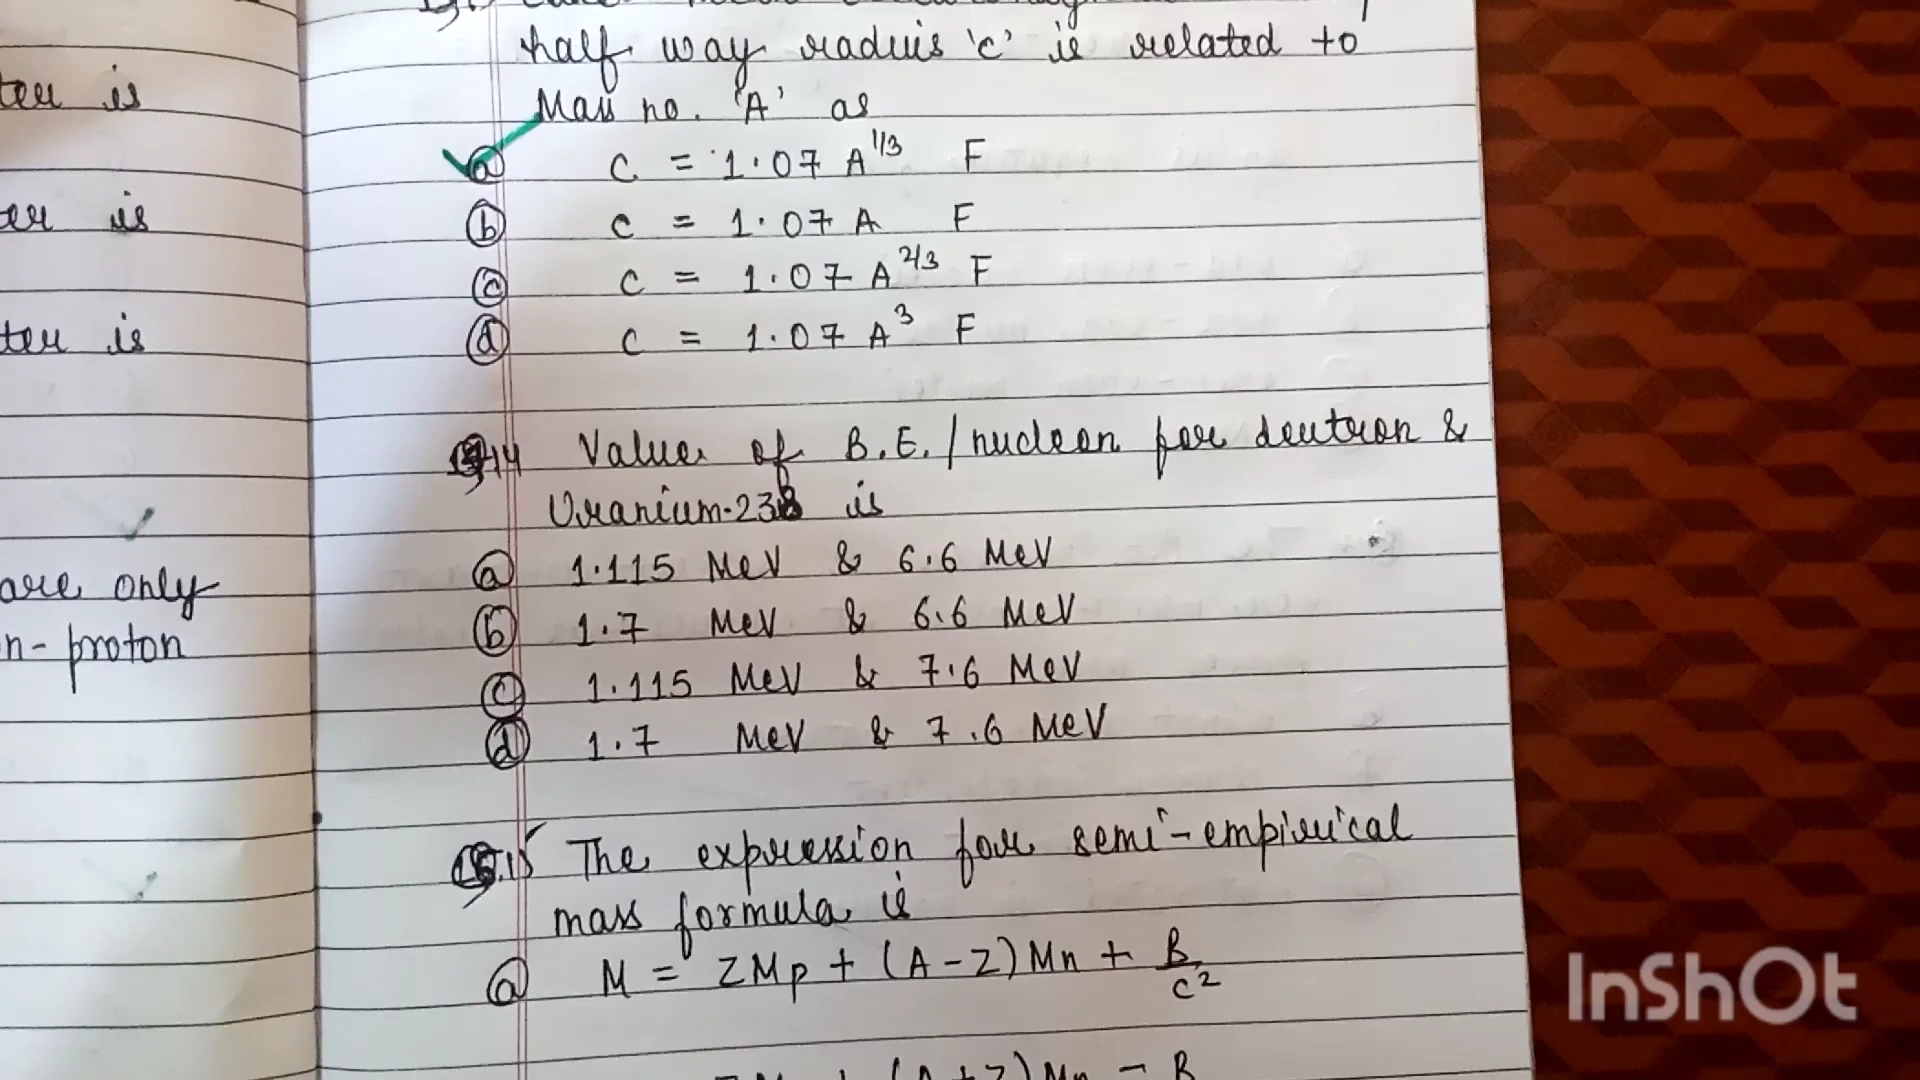 ter is
er is
ter is
are only
n-proton
half way radius 'c' is related to
Mass no. 'A' as
(a) C = 1.07 A^1/3 F
(b) C = 1.07 A F
(c) C = 1.07 A^2/3 F
(d) C = 1.07 A^3 F
14 Value of B.E./nucleon for deutron &
Uranium-238 is
(a) 1.115 MeV & 6.6 MeV
(b) 1.7 MeV & 6.6 MeV
(c) 1.115 MeV & 7.6 MeV
(d) 1.7 MeV & 7.6 MeV
15 The expression for semi-empirical
mass formula is
(a) M = ZMp + (A-Z)Mn + B/c²
(A+Z)Mn - B
InShOt